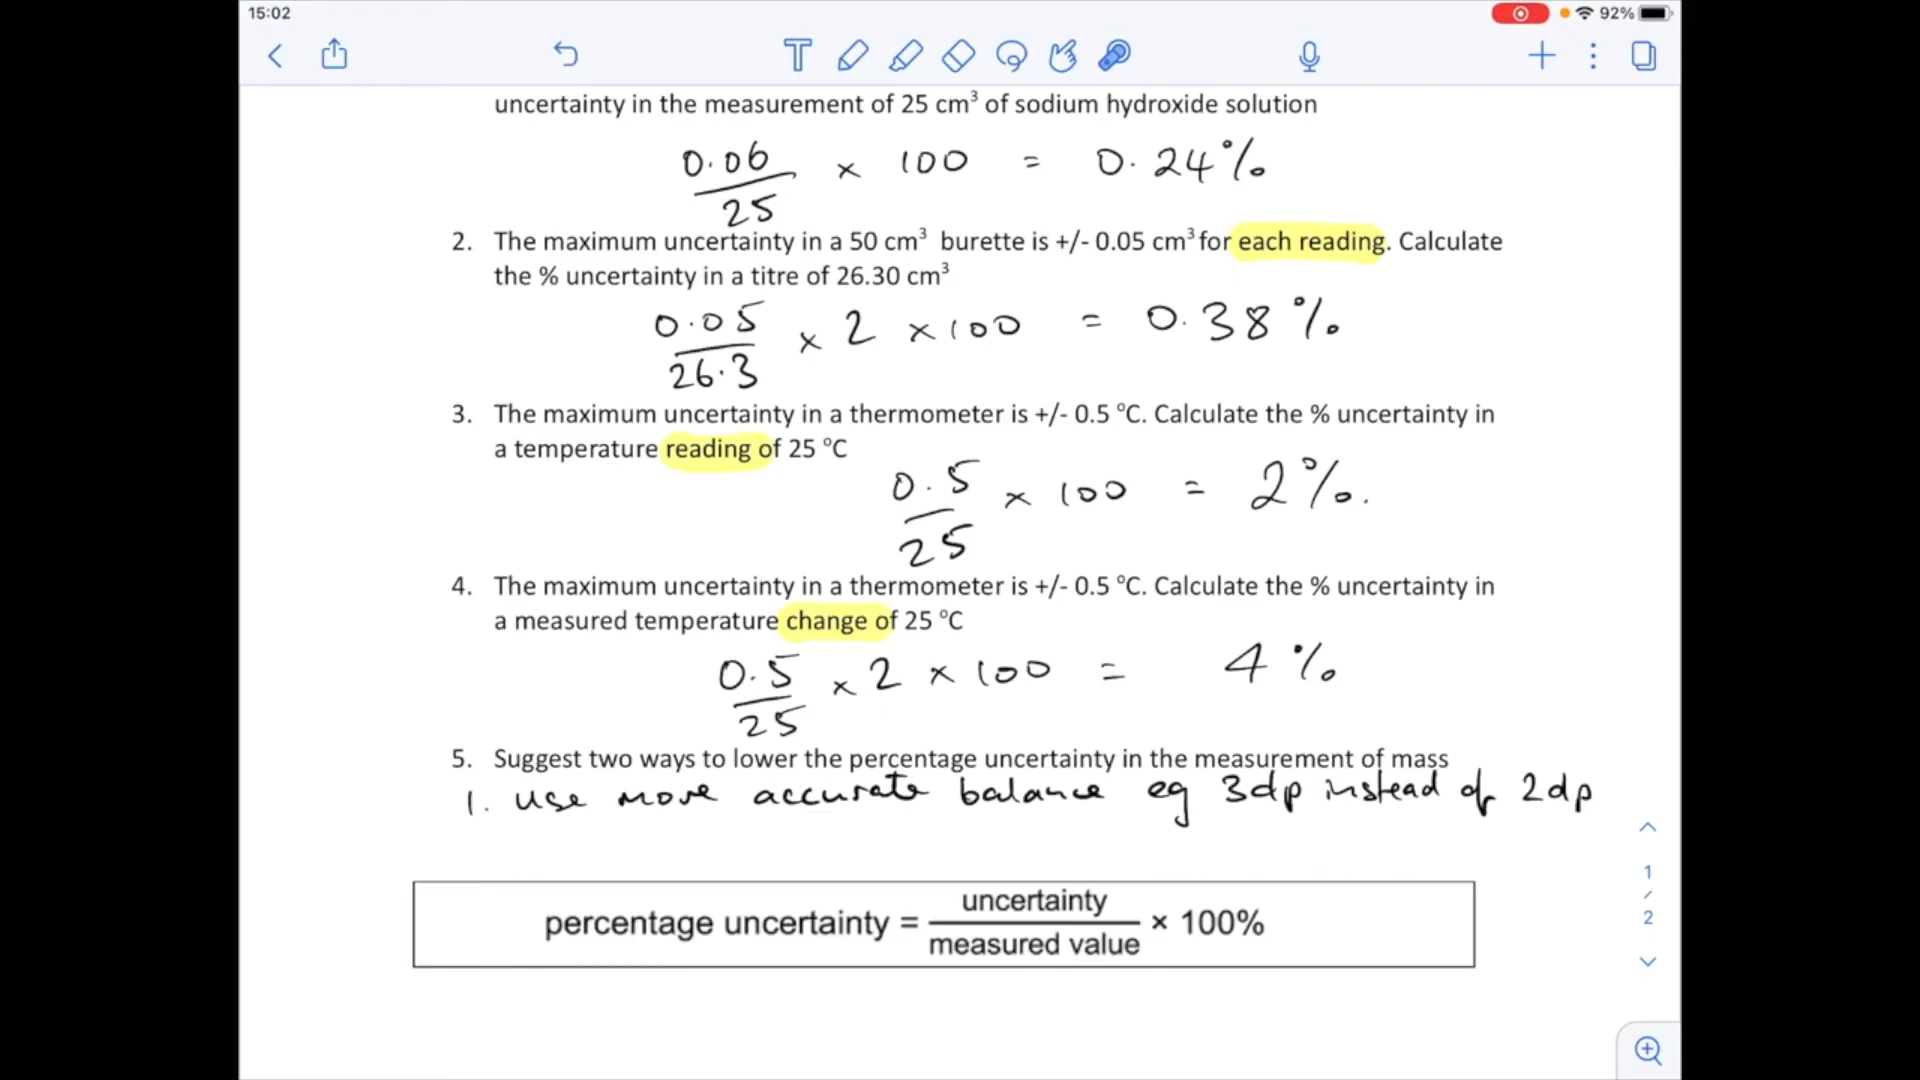 15:02
92%
uncertainty in the measurement of 25 cm³ of sodium hydroxide solution
0.06/25 × 100 = 0.24%
2. The maximum uncertainty in a 50 cm³ burette is +/- 0.05 cm³ for each reading. Calculate
the % uncertainty in a titre of 26.30 cm³
0.05/26.3 × 2 × 100 = 0.38%
3. The maximum uncertainty in a thermometer is +/- 0.5 °C. Calculate the % uncertainty in
a temperature reading of 25 °C
0.5/25 × 100 = 2%.
4. The maximum uncertainty in a thermometer is +/- 0.5 °C. Calculate the % uncertainty in
a measured temperature change of 25 °C
0.5/25 × 2 × 100 = 4%
5. Suggest two ways to lower the percentage uncertainty in the measurement of mass
1. use more accurate balance eg 3dp instead of 2dp
percentage uncertainty = uncertainty/measured value × 100%
1
/
2